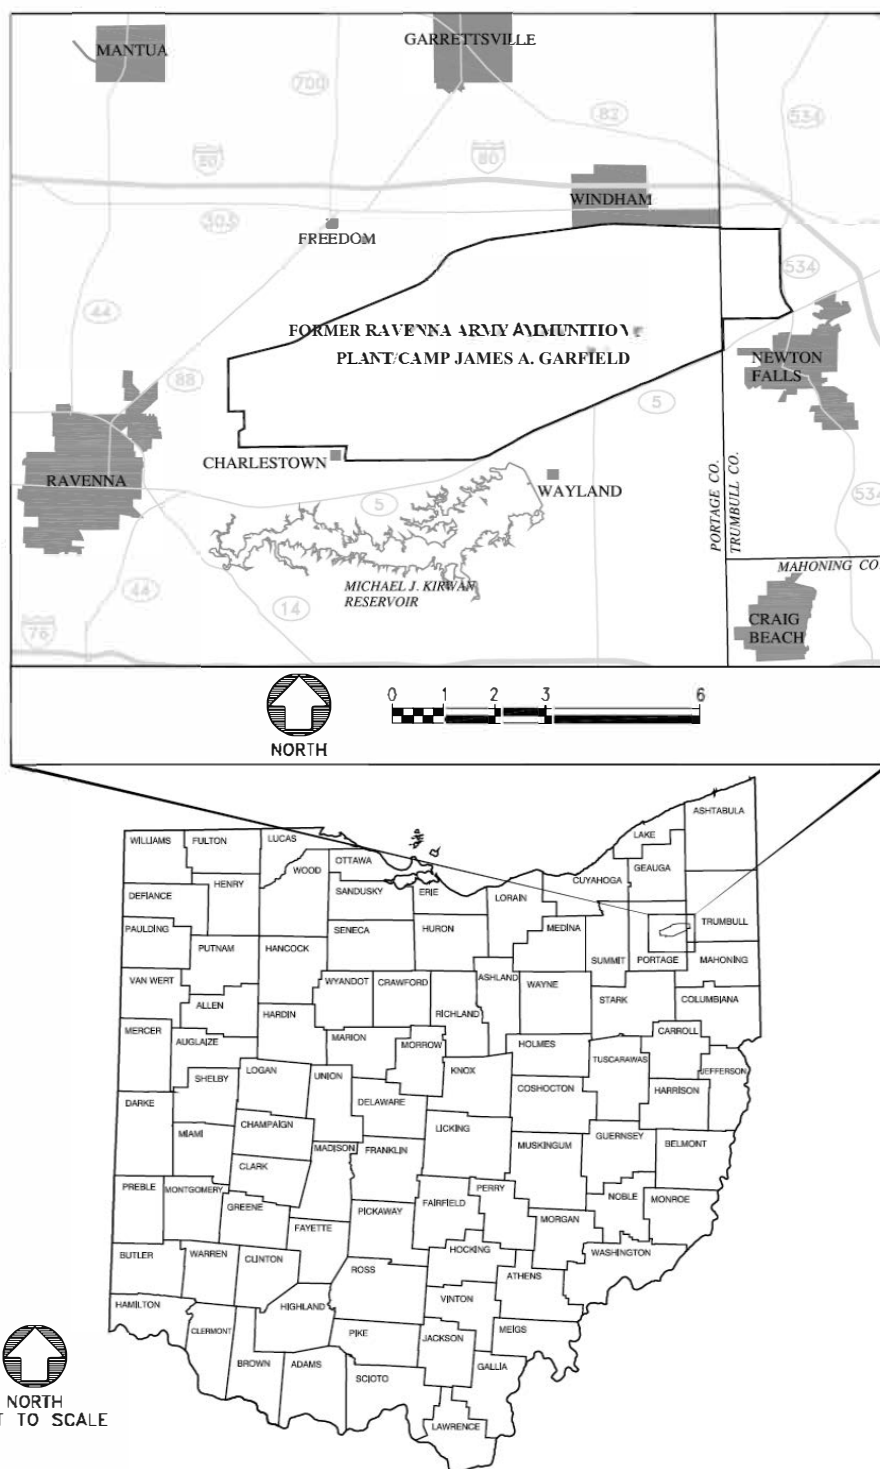 MANTUA
GARRETTSVILLE
700
82
534
80
80
WINDHAM
303
FREEDOM
534
44
FORMER RAVENNA ARMY AMMUNITION
PLANT/CAMP JAMES A. GARFIELD
NEWTON
FALLS
88
5
CHARLESTOWN
RAVENNA
WAYLAND
5
534
PORTAGE CO.
TRUMBULL CO.
MAHONING CO
MICHAEL J. KIRWAN
RESERVOIR
44
14
76
CRAIG
BEACH
0 1 2 3 6
NORTH
ASHTABULA
LAKE
WILLIAMS
FULTON
LUCAS
OTTAWA
WOOD
GEAUGA
CUYAHOGA
HENRY
SANDUSKY
ERIE
DEFIANCE
LORAIN
TRUMBULL
PAULDING
SENECA
HURON
MEDINA
PUTNAM
HANCOCK
SUMMIT
PORTAGE
MAHONING
VAN WERT
WYANDOT
CRAWFORD
ASHLAND
WAYNE
STARK
COLUMBIANA
ALLEN
HARDIN
RICHLAND
MERCER
AUGLAIZE
MARION
MORROW
HOLMES
CARROLL
TUSCARAWAS
JEFFERSON
LOGAN
UNION
KNOX
SHELBY
COSHOCTON
HARRISON
DARKE
DELAWARE
CHAMPAIGN
LICKING
MIAMI
GUERNSEY
BELMONT
MADISON
FRANKLIN
MUSKINGUM
CLARK
PREBLE
MONTGOMERY
PERRY
NOBLE
MONROE
GREENE
FAIRFIELD
PICKAWAY
FAYETTE
MORGAN
BUTLER
WARREN
CLINTON
HOCKING
WASHINGTON
ROSS
ATHENS
HAMILTON
HIGHLAND
VINTON
CLERMONT
PIKE
JACKSON
MEIGS
BROWN
ADAMS
GALLIA
SCIOTO
LAWRENCE
NORTH
T TO SCALE